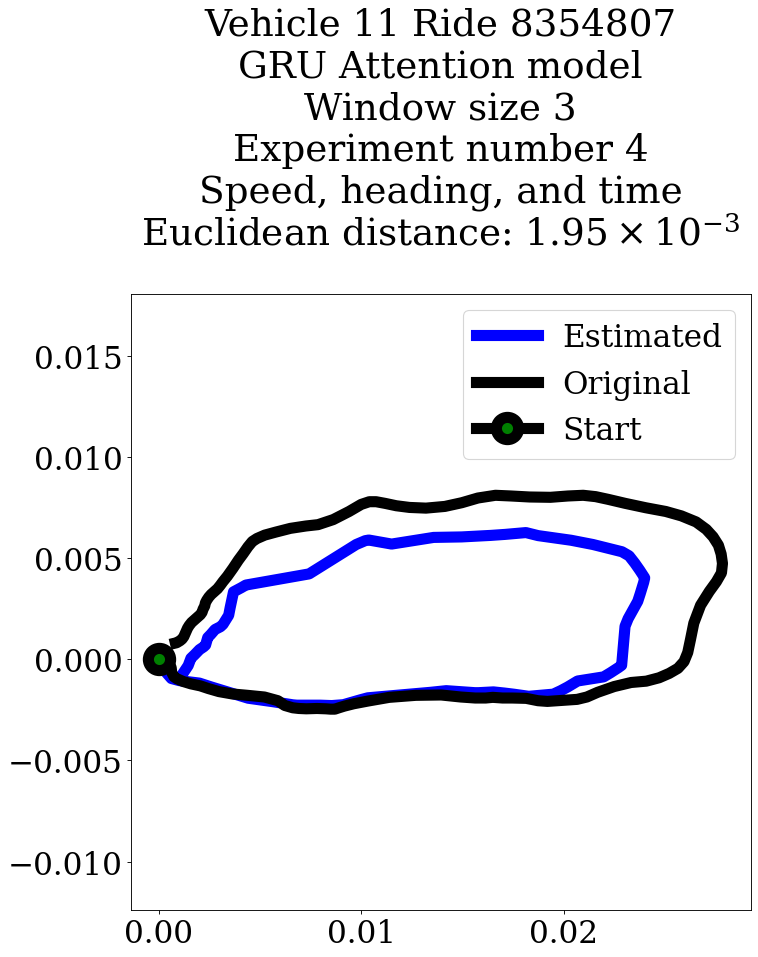 Vehicle 11 Ride 8354807
GRU Attention model
Window size 3
Experiment number 4
Speed, heading, and time
Euclidean distance: 1.95 × 10⁻³
Estimated
Original
Start
0.015
0.010
0.005
0.000
−0.005
−0.010
0.00 0.01 0.02